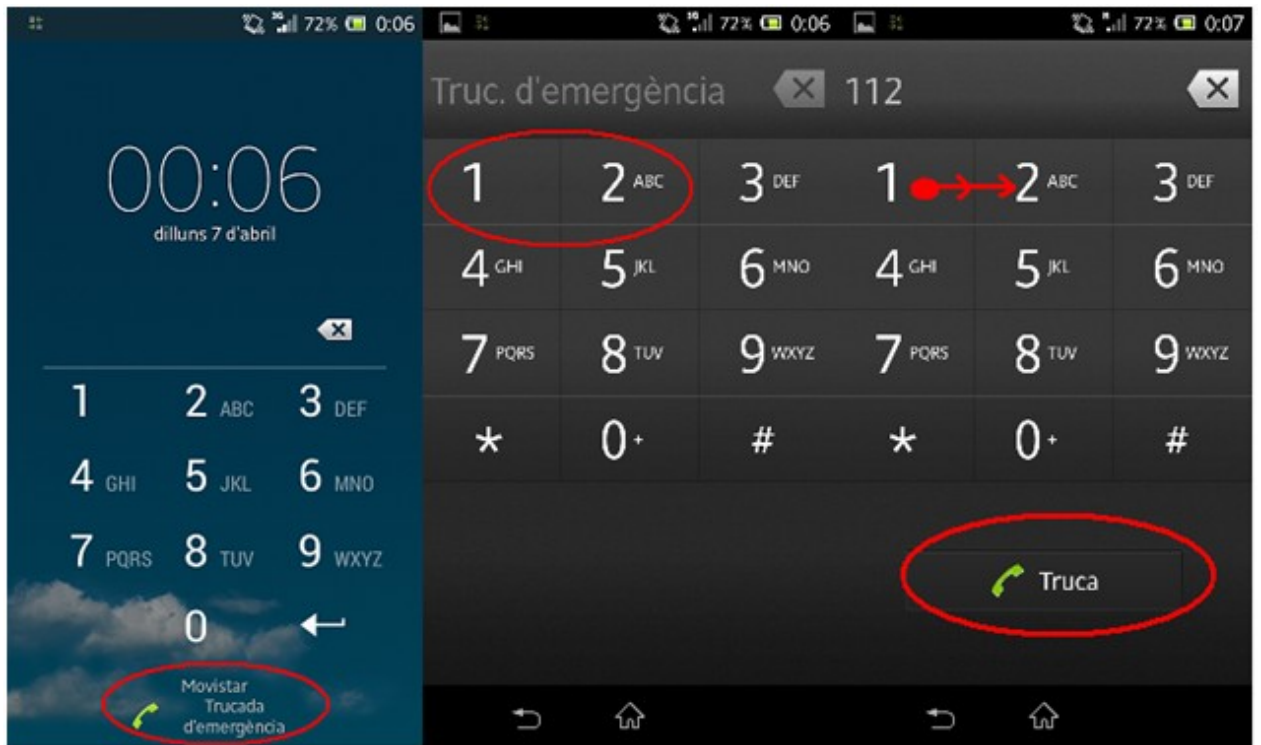 72% 0:06
00:06
dilluns 7 d'abril
1 2 ABC 3 DEF
4 GHI 5 JKL 6 MNO
7 PQRS 8 TUV 9 WXYZ
0
Movistar
Trucada
d'emergència
72% 0:06
Truc. d'emergència
1 2 ABC 3 DEF
4 GHI 5 JKL 6 MNO
7 PQRS 8 TUV 9 WXYZ
* 0 + #
72% 0:07
112
1 2 ABC 3 DEF
4 GHI 5 JKL 6 MNO
7 PQRS 8 TUV 9 WXYZ
* 0 + #
Truca